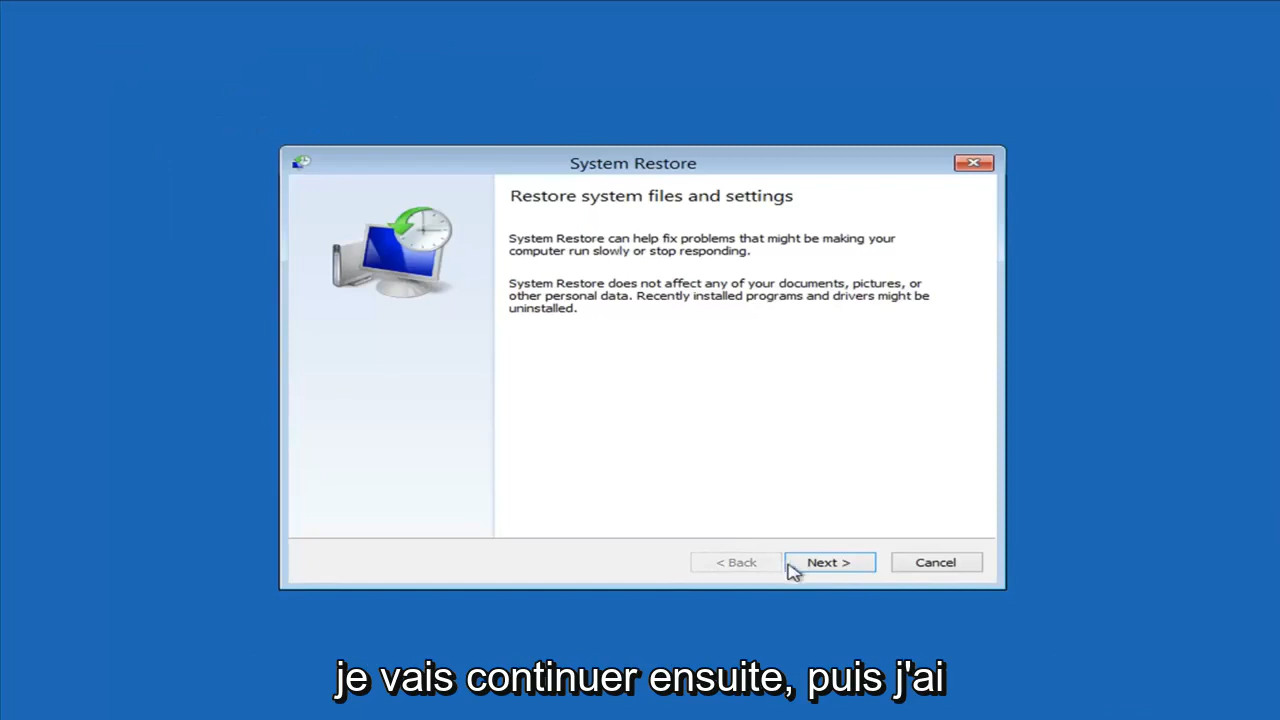 System Restore
Restore system files and settings
System Restore can help fix problems that might be making your
computer run slowly or stop responding.
System Restore does not affect any of your documents, pictures, or
other personal data. Recently installed programs and drivers might be
uninstalled.
< Back
Next >
Cancel
je vais continuer ensuite, puis j'ai